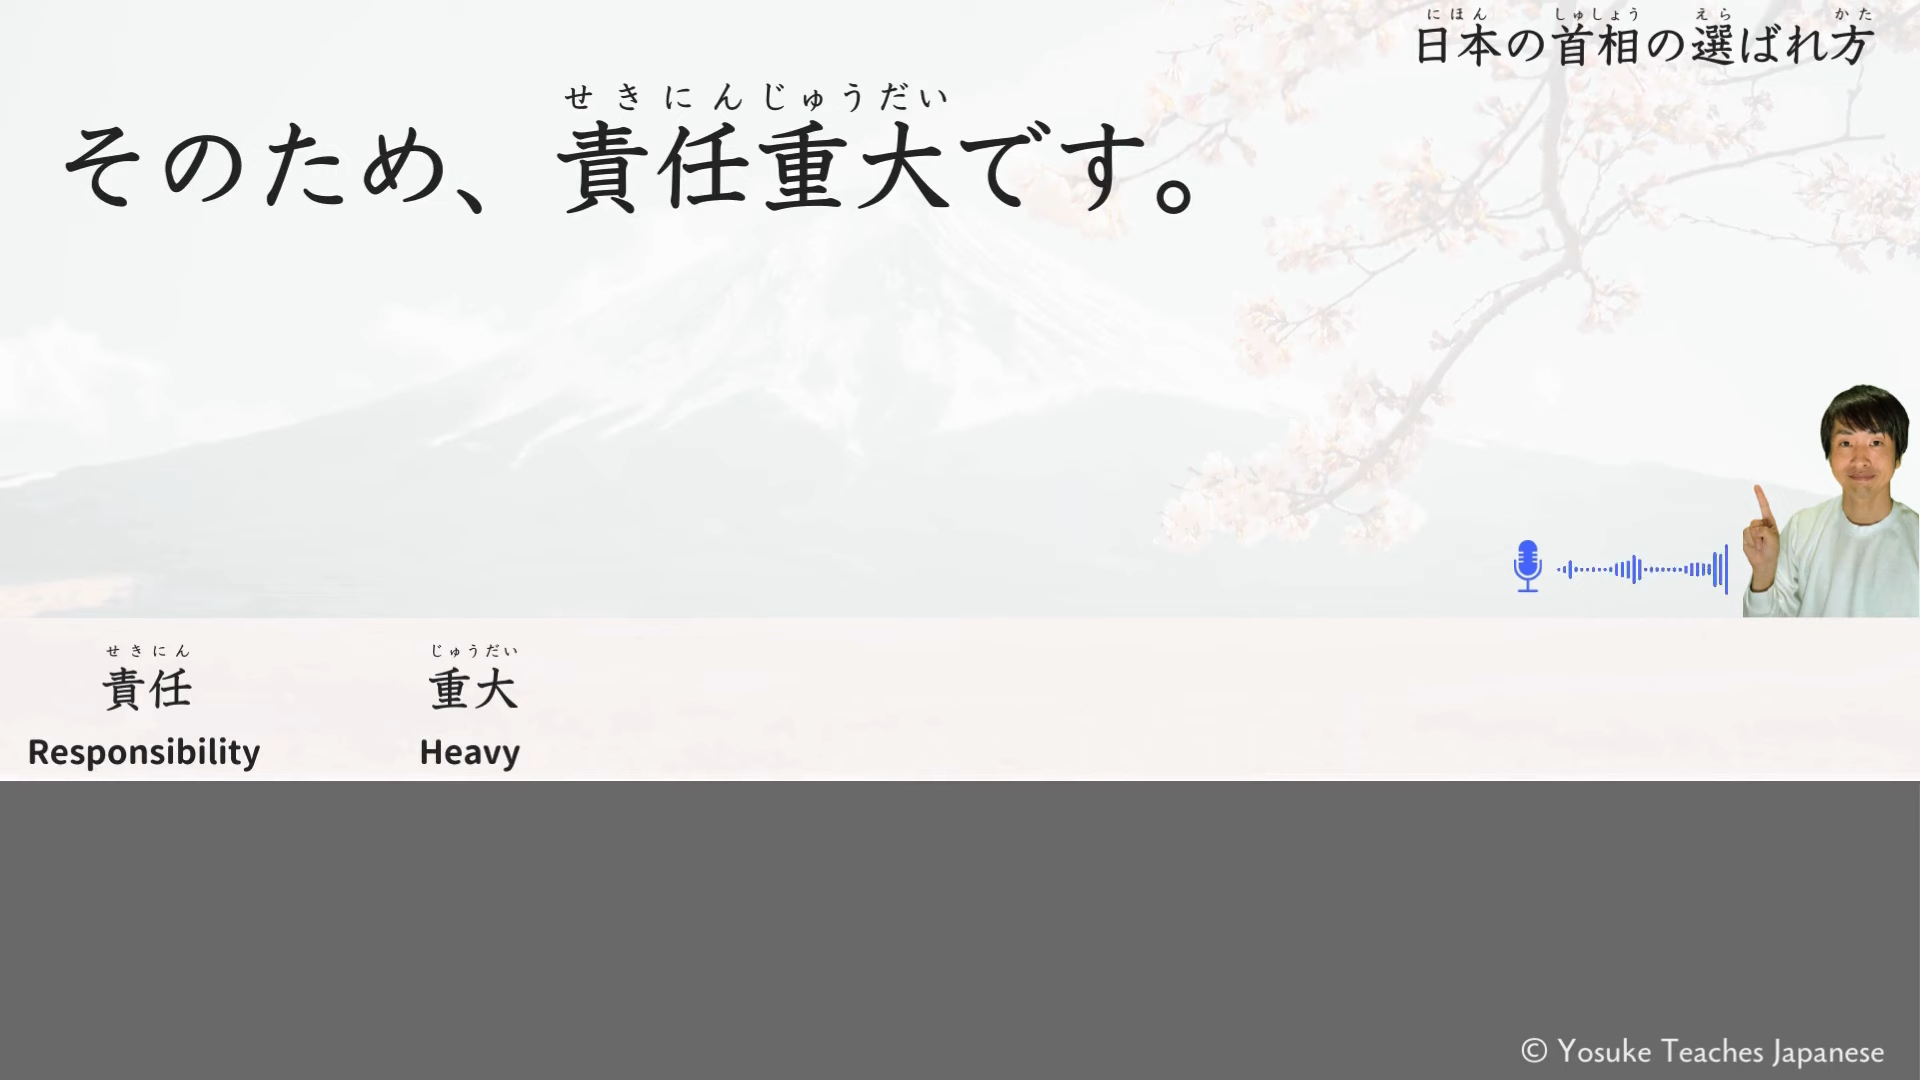 にほん しゅしょう えら かた
日本の首相の選ばれ方
せきにんじゅうだい
そのため、責任重大です。
せきにん じゅうだい
責任 重大
Responsibility Heavy
© Yosuke Teaches Japanese